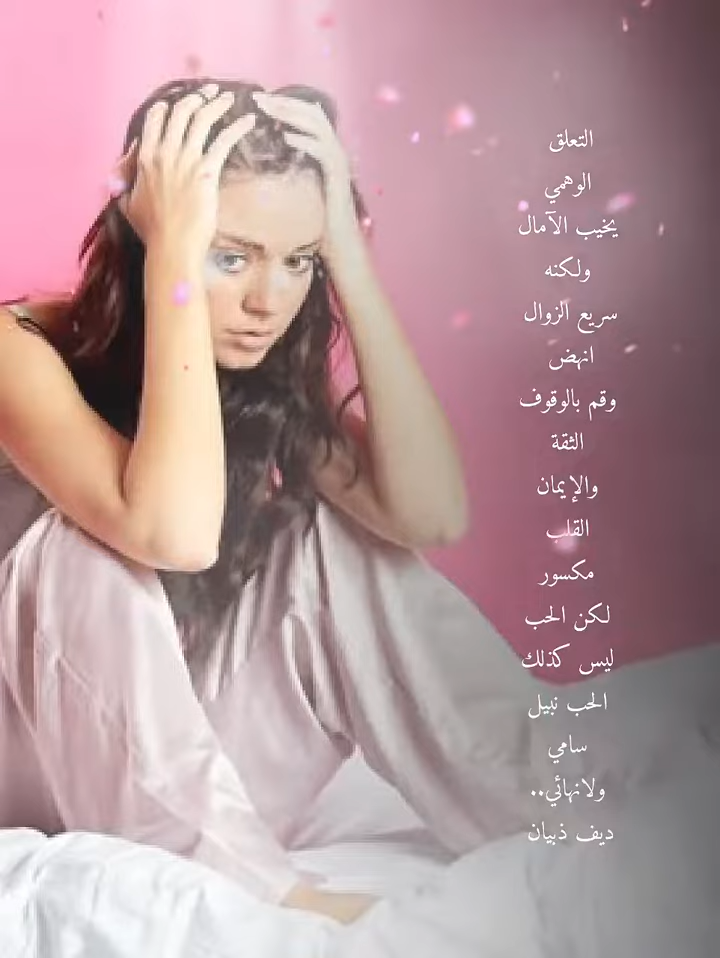 التعلق
الوهمي
يخيب الآمال
ولكنه
سريع الزوال
انهض
وقم بالوقوف
الثقة
والإيمان
القلب
مكسور
لكن الحب
ليس كذلك
الحب نبيل
سامي
ولانهائي..
ديف ذبيان